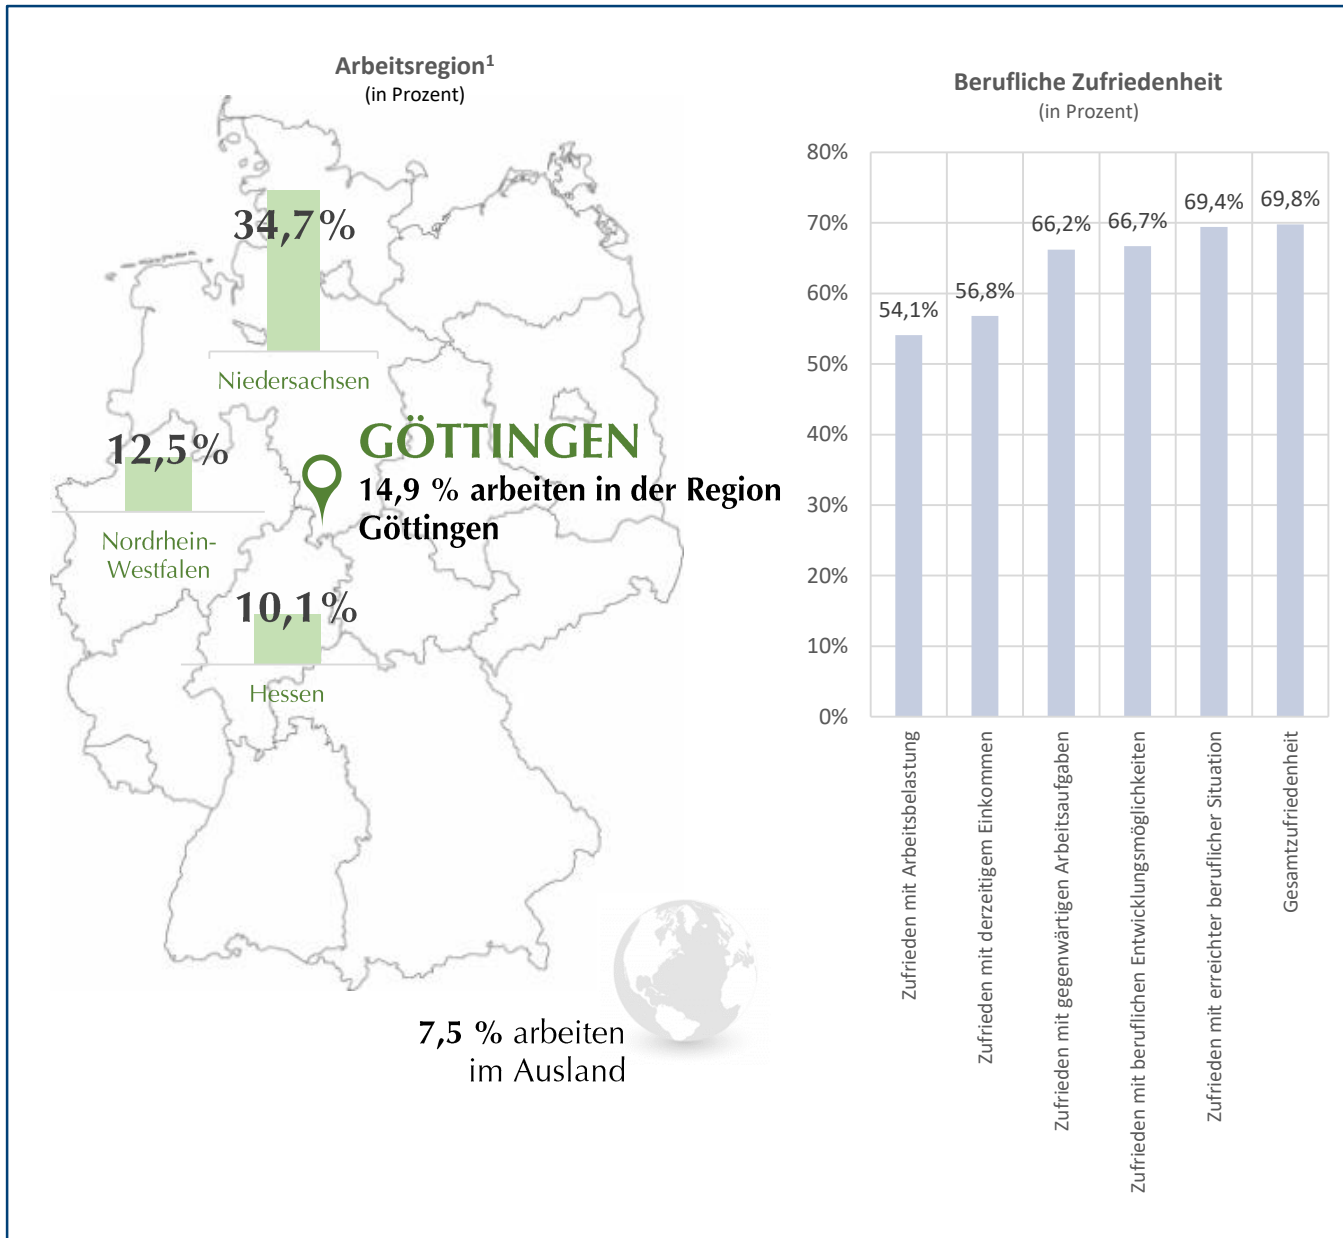 Arbeitsregion¹
(in Prozent)
34,7%
Niedersachsen
12,5%
Nordrhein-
Westfalen
GÖTTINGEN
14,9 % arbeiten in der Region
Göttingen
10,1%
Hessen
7,5 % arbeiten
im Ausland
Berufliche Zufriedenheit
(in Prozent)
80%
70%
60%
50%
40%
30%
20%
10%
0%
54,1%
56,8%
66,2%
66,7%
69,4%
69,8%
Zufrieden mit Arbeitsbelastung
Zufrieden mit derzeitigem Einkommen
Zufrieden mit gegenwärtigen Arbeitsaufgaben
Zufrieden mit beruflichen Entwicklungsmöglichkeiten
Zufrieden mit erreichter beruflicher Situation
Gesamtzufriedenheit